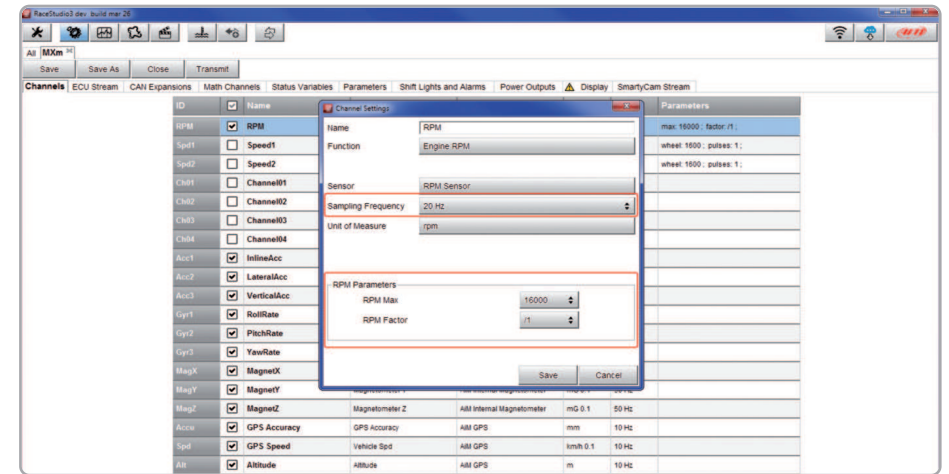 RaceStudio3 dev build mar 26
All MXm
Save Save As Close Transmit
Channels ECU Stream CAN Expansions Math Channels Status Variables Parameters Shift Lights and Alarms Power Outputs Display SmartyCam Stream
ID Name Parameters
RPM RPM max: 16000 ; factor: /1 ;
Spd1 Speed1 wheel: 1600 ; pulses: 1 ;
Spd2 Speed2 wheel: 1600 ; pulses: 1 ;
Ch01 Channel01
Ch02 Channel02
Ch03 Channel03
Ch04 Channel04
Acc1 InlineAcc
Acc2 LateralAcc
Acc3 VerticalAcc
Gyr1 RollRate
Gyr2 PitchRate
Gyr3 YawRate
MagX MagnetX
MagY MagnetY
MagZ MagnetZ Magnetometer Z AiM Internal Magnetometer mG 0.1 50 Hz
Accu GPS Accuracy GPS Accuracy AiM GPS mm 10 Hz
Spd GPS Speed Vehicle Spd AiM GPS km/h 0.1 10 Hz
Alt Altitude Altitude AiM GPS m 10 Hz
Channel Settings
Name RPM
Function Engine RPM
Sensor RPM Sensor
Sampling Frequency 20 Hz
Unit of Measure rpm
RPM Parameters
RPM Max 16000
RPM Factor /1
Save Cancel